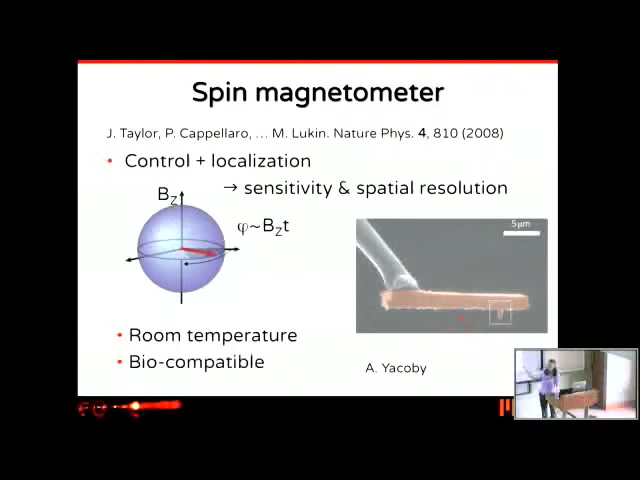 Spin magnetometer
J. Taylor, P. Cappellaro, … M. Lukin. Nature Phys. 4, 810 (2008)
• Control + localization
→ sensitivity & spatial resolution
BZ
φ~BZt
5μm
• Room temperature
• Bio-compatible
A. Yacoby